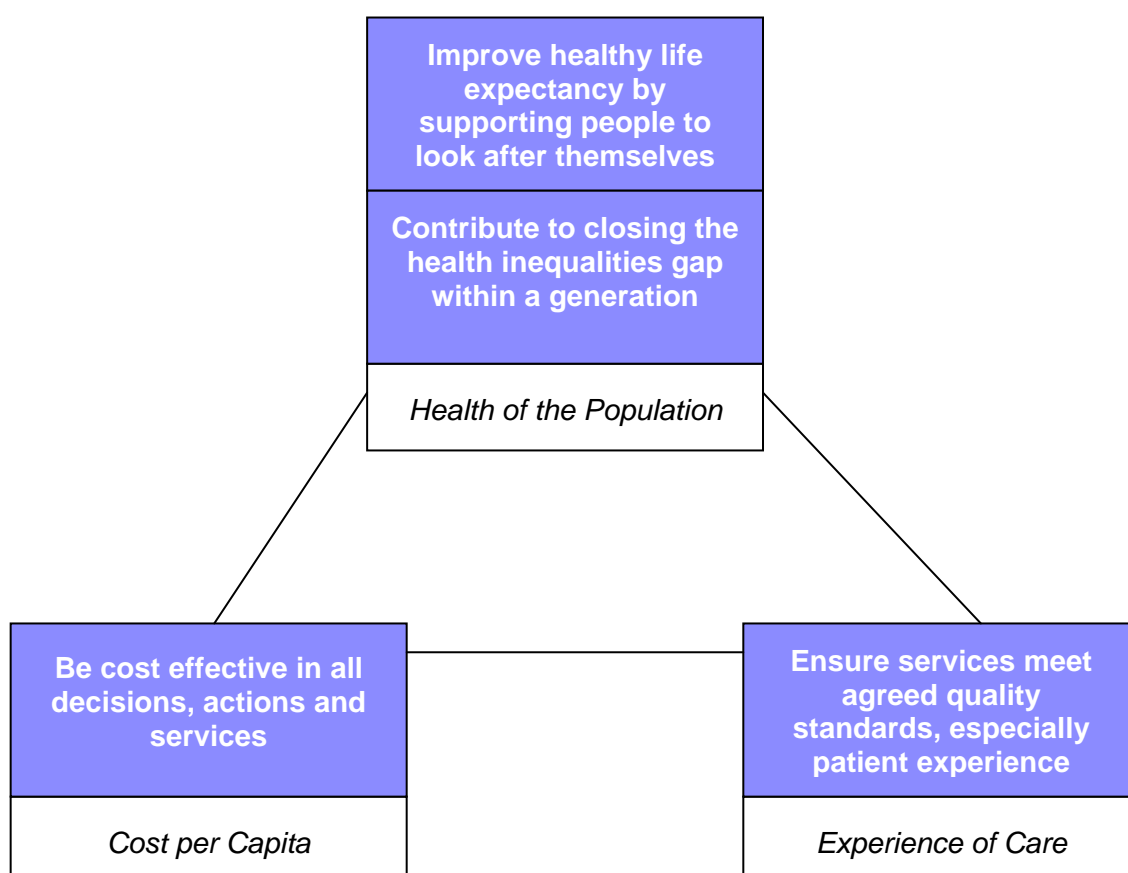 Improve healthy life
expectancy by
supporting people to
look after themselves
Contribute to closing the
health inequalities gap
within a generation
Health of the Population
Be cost effective in all
decisions, actions and
services
Cost per Capita
Ensure services meet
agreed quality
standards, especially
patient experience
Experience of Care